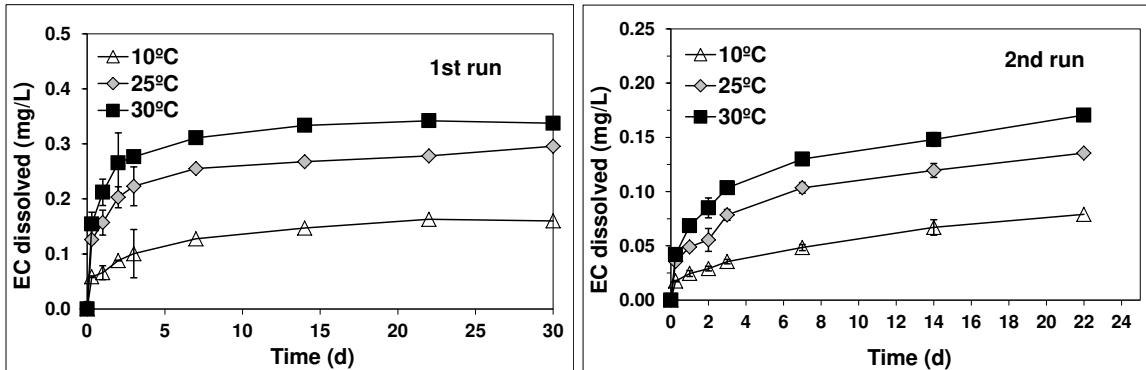 0.5
0.4
0.3
0.2
0.1
0.0
EC dissolved (mg/L)
10ºC
25ºC
30ºC
1st run
0 5 10 15 20 25 30
Time (d)
0.25
0.20
0.15
0.10
0.05
0.00
EC dissolved (mg/L)
10ºC
25ºC
30ºC
2nd run
0 2 4 6 8 10 12 14 16 18 20 22 24
Time (d)